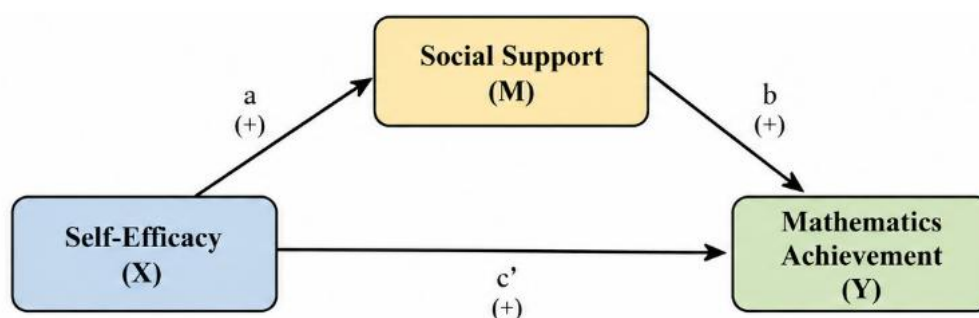 Social Support
(M)
a
(+)
b
(+)
Self-Efficacy
(X)
Mathematics
Achievement
(Y)
c'
(+)